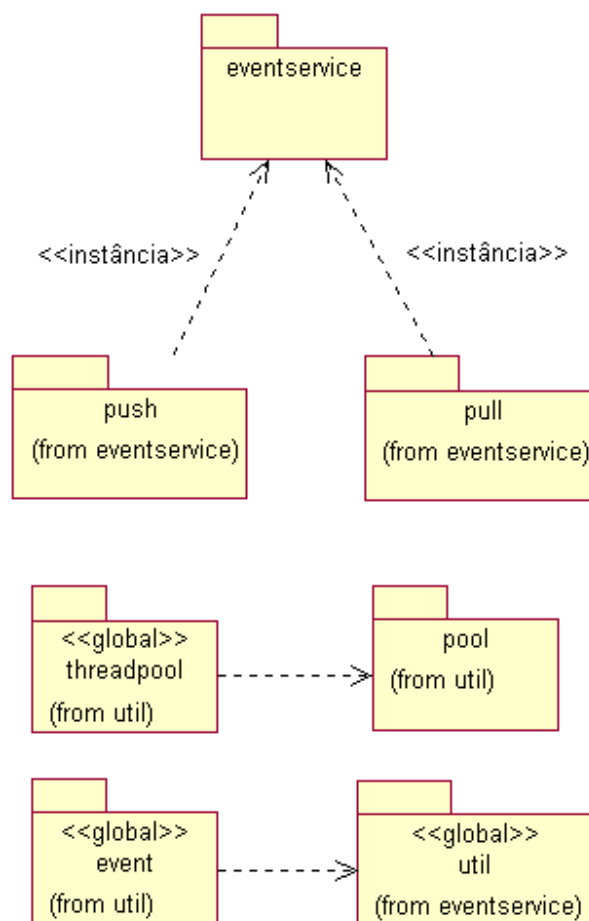 eventservice
<<instância>>
<<instância>>
push
(from eventservice)
pull
(from eventservice)
<<global>>
threadpool
(from util)
pool
(from util)
<<global>>
event
(from util)
<<global>>
util
(from eventservice)